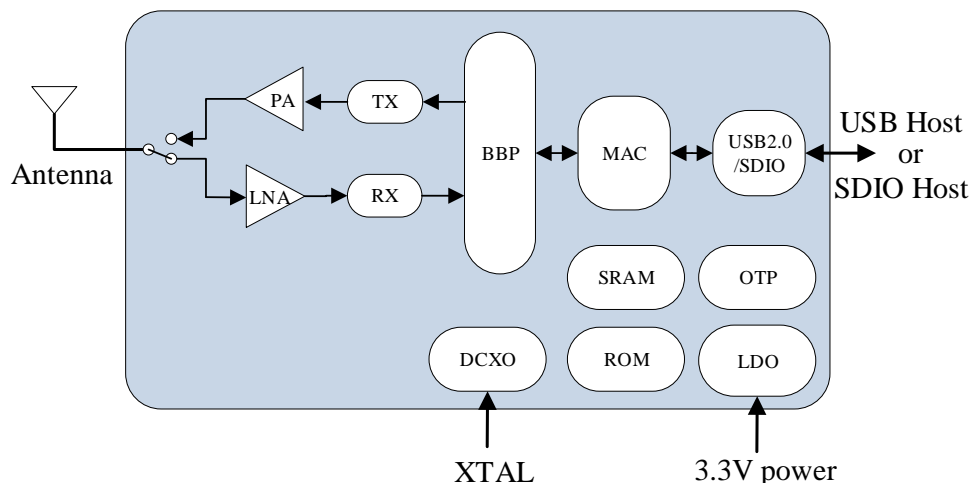 PA
TX
BBP
MAC
USB2.0
/SDIO
USB Host
or
SDIO Host
Antenna
LNA
RX
SRAM
OTP
DCXO
ROM
LDO
XTAL
3.3V power